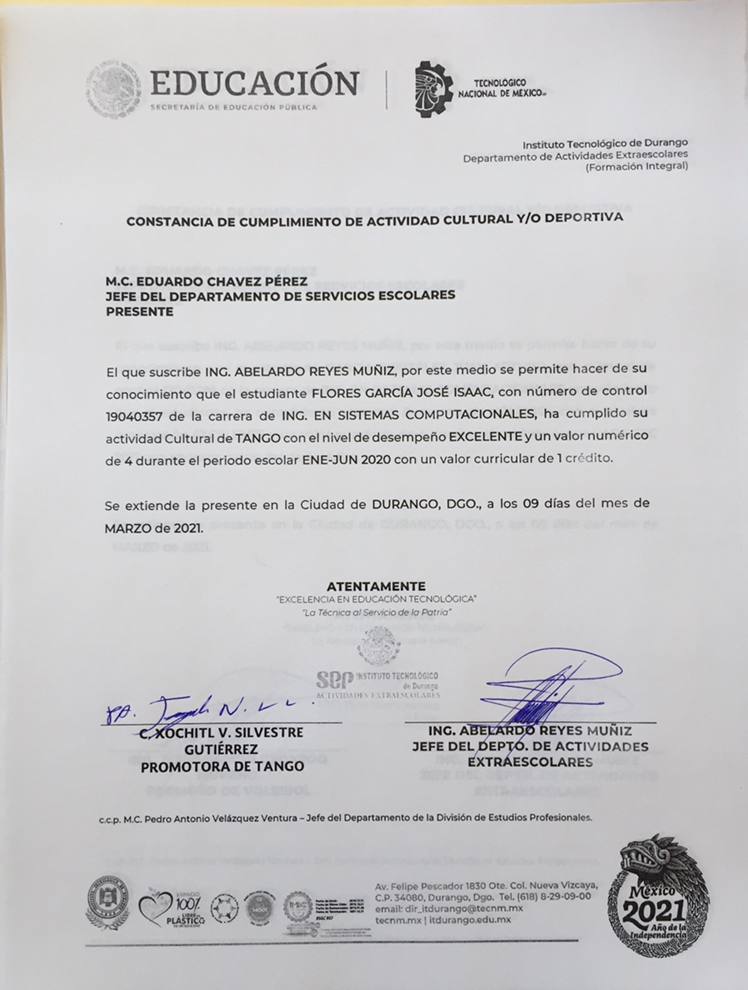 EDUCACIÓN
SECRETARÍA DE EDUCACIÓN PÚBLICA
TECNOLÓGICO
NACIONAL DE MÉXICO
Instituto Tecnológico de Durango
Departamento de Actividades Extraescolares
(Formación Integral)
CONSTANCIA DE CUMPLIMIENTO DE ACTIVIDAD CULTURAL Y/O DEPORTIVA
M.C. EDUARDO CHAVEZ PÉREZ
JEFE DEL DEPARTAMENTO DE SERVICIOS ESCOLARES
PRESENTE
El que suscribe ING. ABELARDO REYES MUÑIZ, por este medio se permite hacer de su
conocimiento que el estudiante FLORES GARCÍA JOSÉ ISAAC, con número de control
19040357 de la carrera de ING. EN SISTEMAS COMPUTACIONALES, ha cumplido su
actividad Cultural de TANGO con el nivel de desempeño EXCELENTE y un valor numérico
de 4 durante el periodo escolar ENE-JUN 2020 con un valor curricular de 1 crédito.
Se extiende la presente en la Ciudad de DURANGO, DGO., a los 09 días del mes de
MARZO de 2021.
ATENTAMENTE
"EXCELENCIA EN EDUCACIÓN TECNOLÓGICA"
"La Técnica al Servicio de la Patria"
SEP INSTITUTO TECNOLÓGICO
de Durango
ACTIVIDADES EXTRAESCOLARES
C. XOCHITL V. SILVESTRE
GUTIÉRREZ
PROMOTORA DE TANGO
ING. ABELARDO REYES MUÑIZ
JEFE DEL DEPTO. DE ACTIVIDADES
EXTRAESCOLARES
c.c.p. M.C. Pedro Antonio Velázquez Ventura – Jefe del Departamento de la División de Estudios Profesionales.
100%
LIBRE DE
PLÁSTICO
Av. Felipe Pescador 1830 Ote. Col. Nueva Vizcaya,
C.P. 34080, Durango, Dgo. Tel. (618) 8-29-09-00
email: dir_itdurango@tecnm.mx
tecnm.mx | itdurango.edu.mx
México
2021
Año de la
Independencia